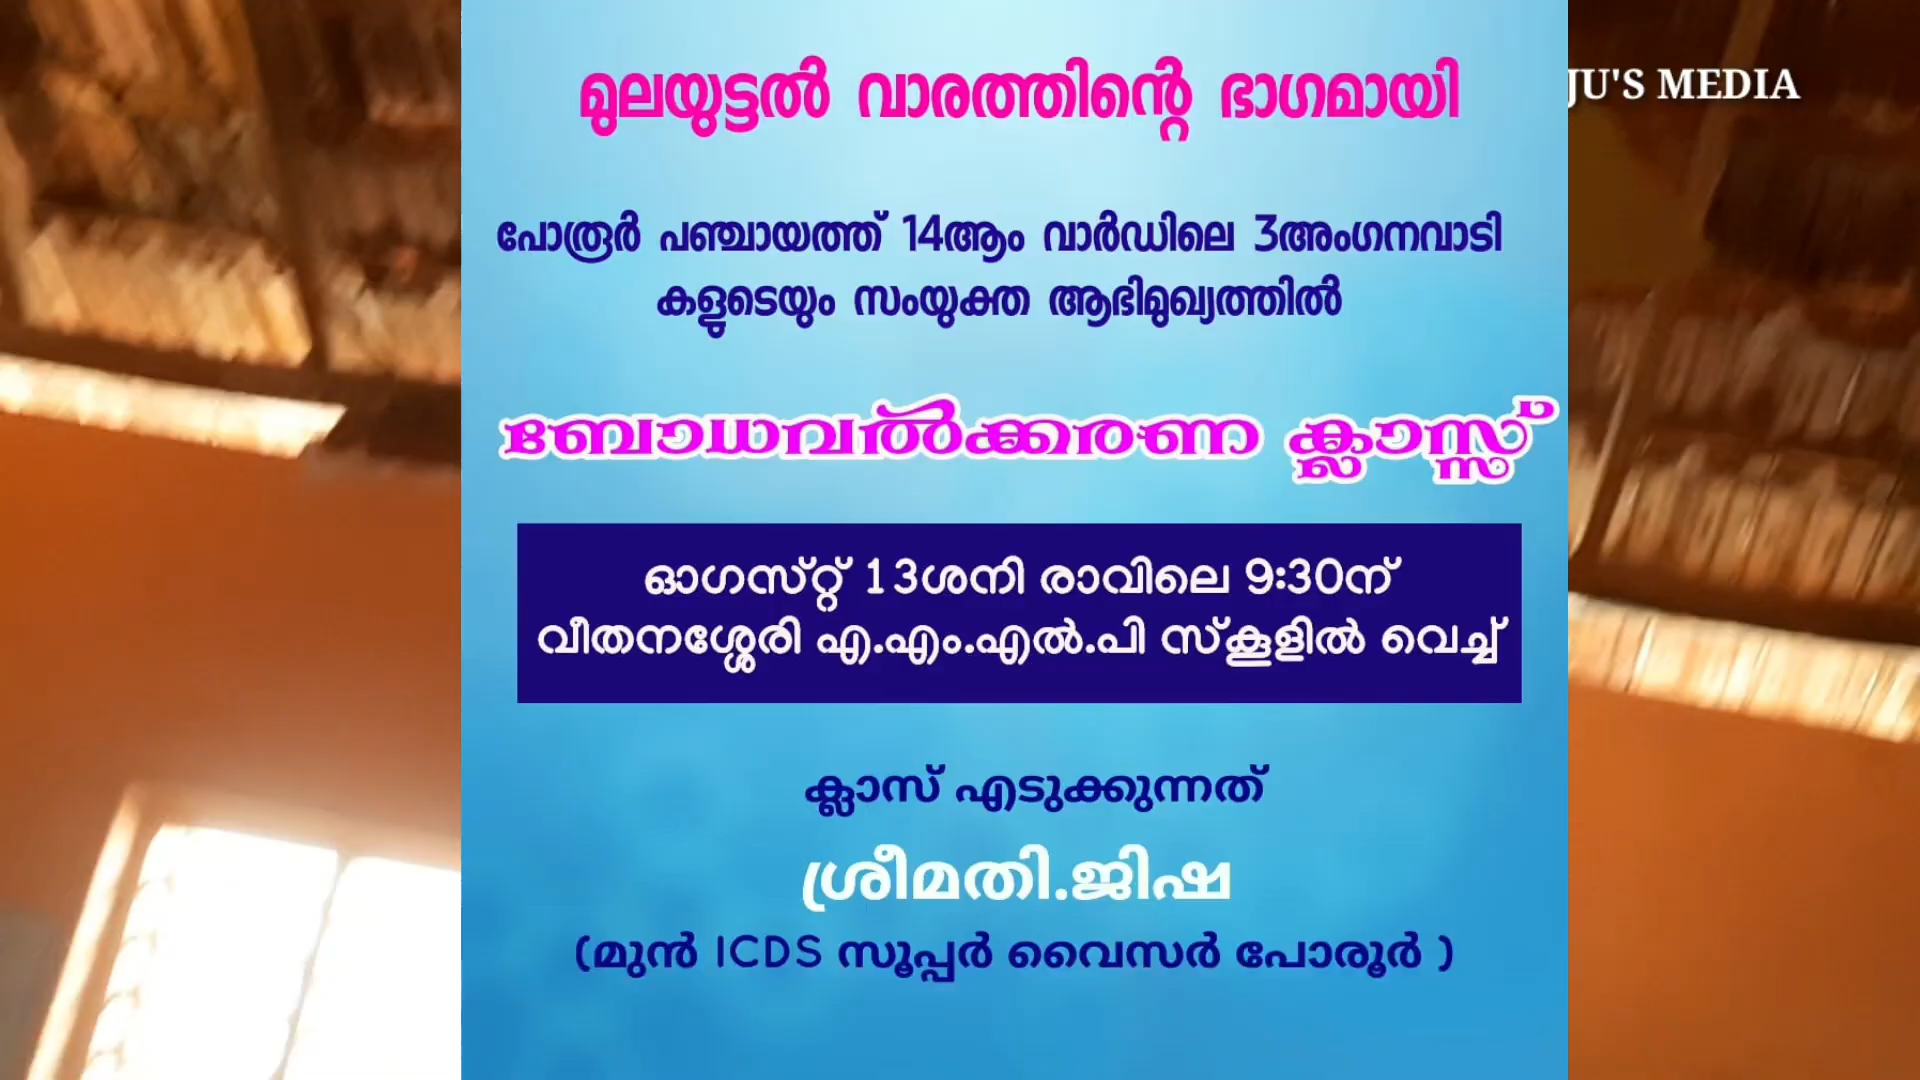 മുലയുട്ടൽ വാരത്തിന്റെ ഭാഗമായി
JU'S MEDIA
പോരൂർ പഞ്ചായത്ത് 14ആം വാർഡിലെ 3അംഗനവാടി
കളുടെയും സംയുക്ത ആഭിമുഖ്യത്തിൽ
ബോധവൽക്കരണ ക്ലാസ്സ്
ഓഗസ്റ്റ് 13ശനി രാവിലെ 9:30ന്
വീതനശ്ശേരി എ.എം.എൽ.പി സ്കൂളിൽ വെച്ച്
ക്ലാസ് എടുക്കുന്നത്
ശ്രീമതി.ജിഷ
(മുൻ ICDS സൂപ്പർ വൈസർ പോരൂർ )